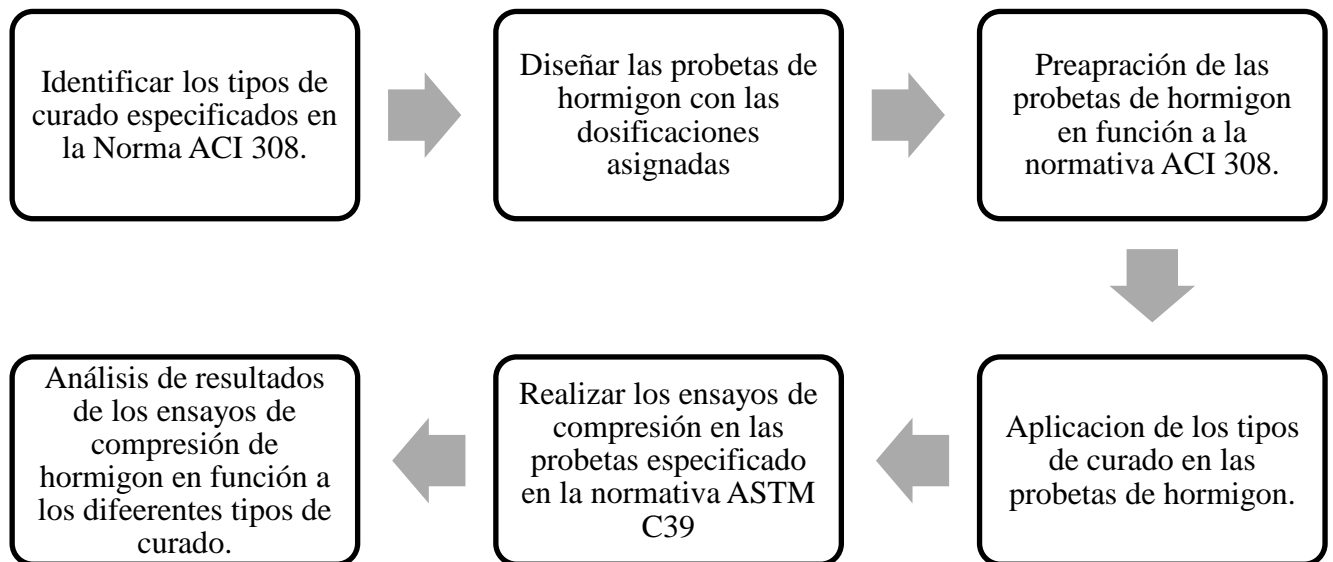 Identificar los tipos de
curado especificados en
la Norma ACI 308.
Diseñar las probetas de
hormigon con las
dosificaciones
asignadas
Preapración de las
probetas de hormigon
en función a la
normativa ACI 308.
Aplicacion de los tipos
de curado en las
probetas de hormigon.
Realizar los ensayos de
compresión en las
probetas especificado
en la normativa ASTM
C39
Análisis de resultados
de los ensayos de
compresión de
hormigon en función a
los difeerentes tipos de
curado.